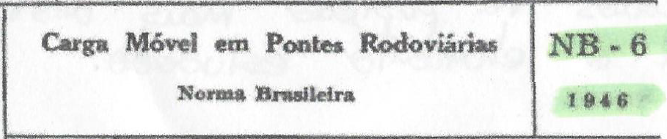 Carga Móvel em Pontes Rodoviárias
Norma Brasileira
NB - 6
1946